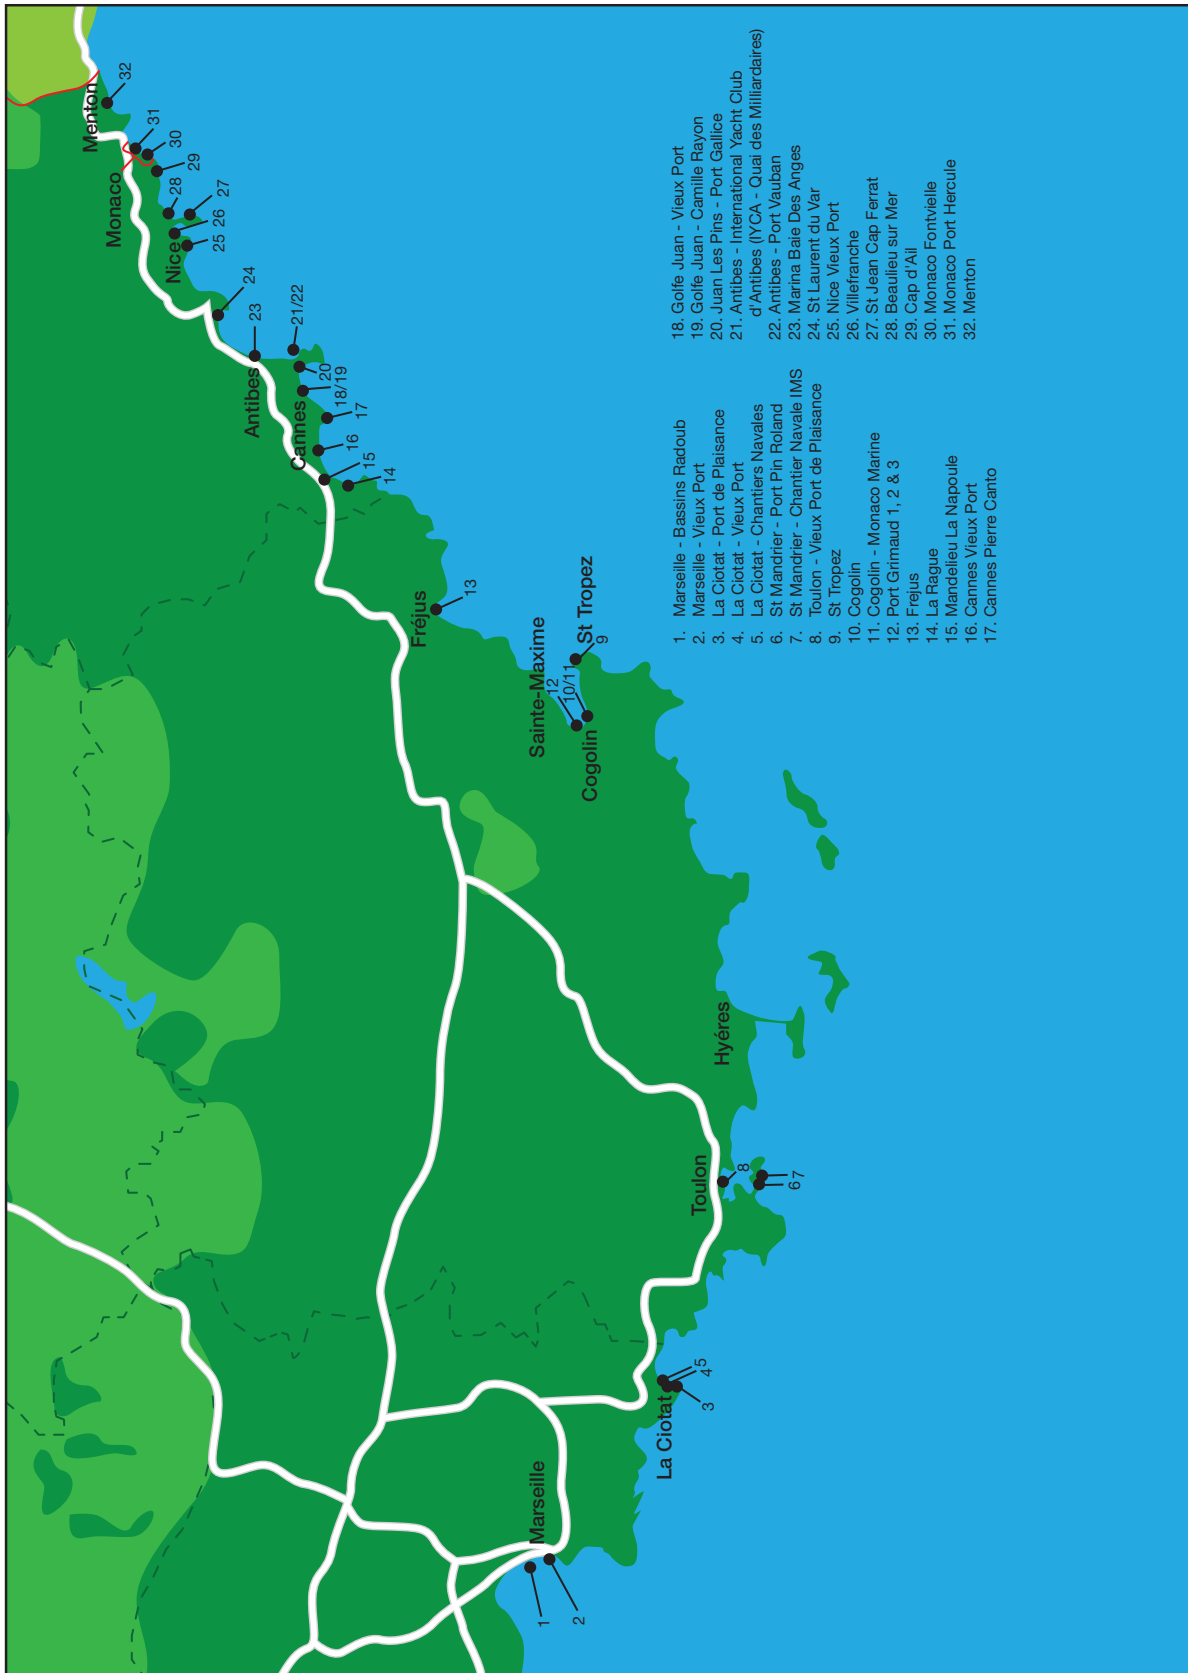 Menton
32
31
30
29
Monaco
28
27
26
25
Nice
24
23
21/22
20
18/19
Antibes
17
Cannes
16
15
14
13
Fréjus
St Tropez
9
Sainte-Maxime
12
10/11
Cogolin
Hyéres
Toulon
8
7
6
La Ciotat
5
4
3
Marseille
1
2
1. Marseille - Bassins Radoub
2. Marseille - Vieux Port
3. La Ciotat - Port de Plaisance
4. La Ciotat - Vieux Port
5. La Ciotat - Chantiers Navales
6. St Mandrier - Port Pin Roland
7. St Mandrier - Chantier Navale IMS
8. Toulon - Vieux Port de Plaisance
9. St Tropez
10. Cogolin
11. Cogolin - Monaco Marine
12. Port Grimaud 1, 2 & 3
13. Frejus
14. La Rague
15. Mandelieu La Napoule
16. Cannes Vieux Port
17. Cannes Pierre Canto
18. Golfe Juan - Vieux Port
19. Golfe Juan - Camille Rayon
20. Juan Les Pins - Port Gallice
21. Antibes - International Yacht Club
d'Antibes (IYCA - Quai des Milliardaires)
22. Antibes - Port Vauban
23. Marina Baie Des Anges
24. St Laurent du Var
25. Nice Vieux Port
26. Villefranche
27. St Jean Cap Ferrat
28. Beaulieu sur Mer
29. Cap d'Ail
30. Monaco Fontvielle
31. Monaco Port Hercule
32. Menton